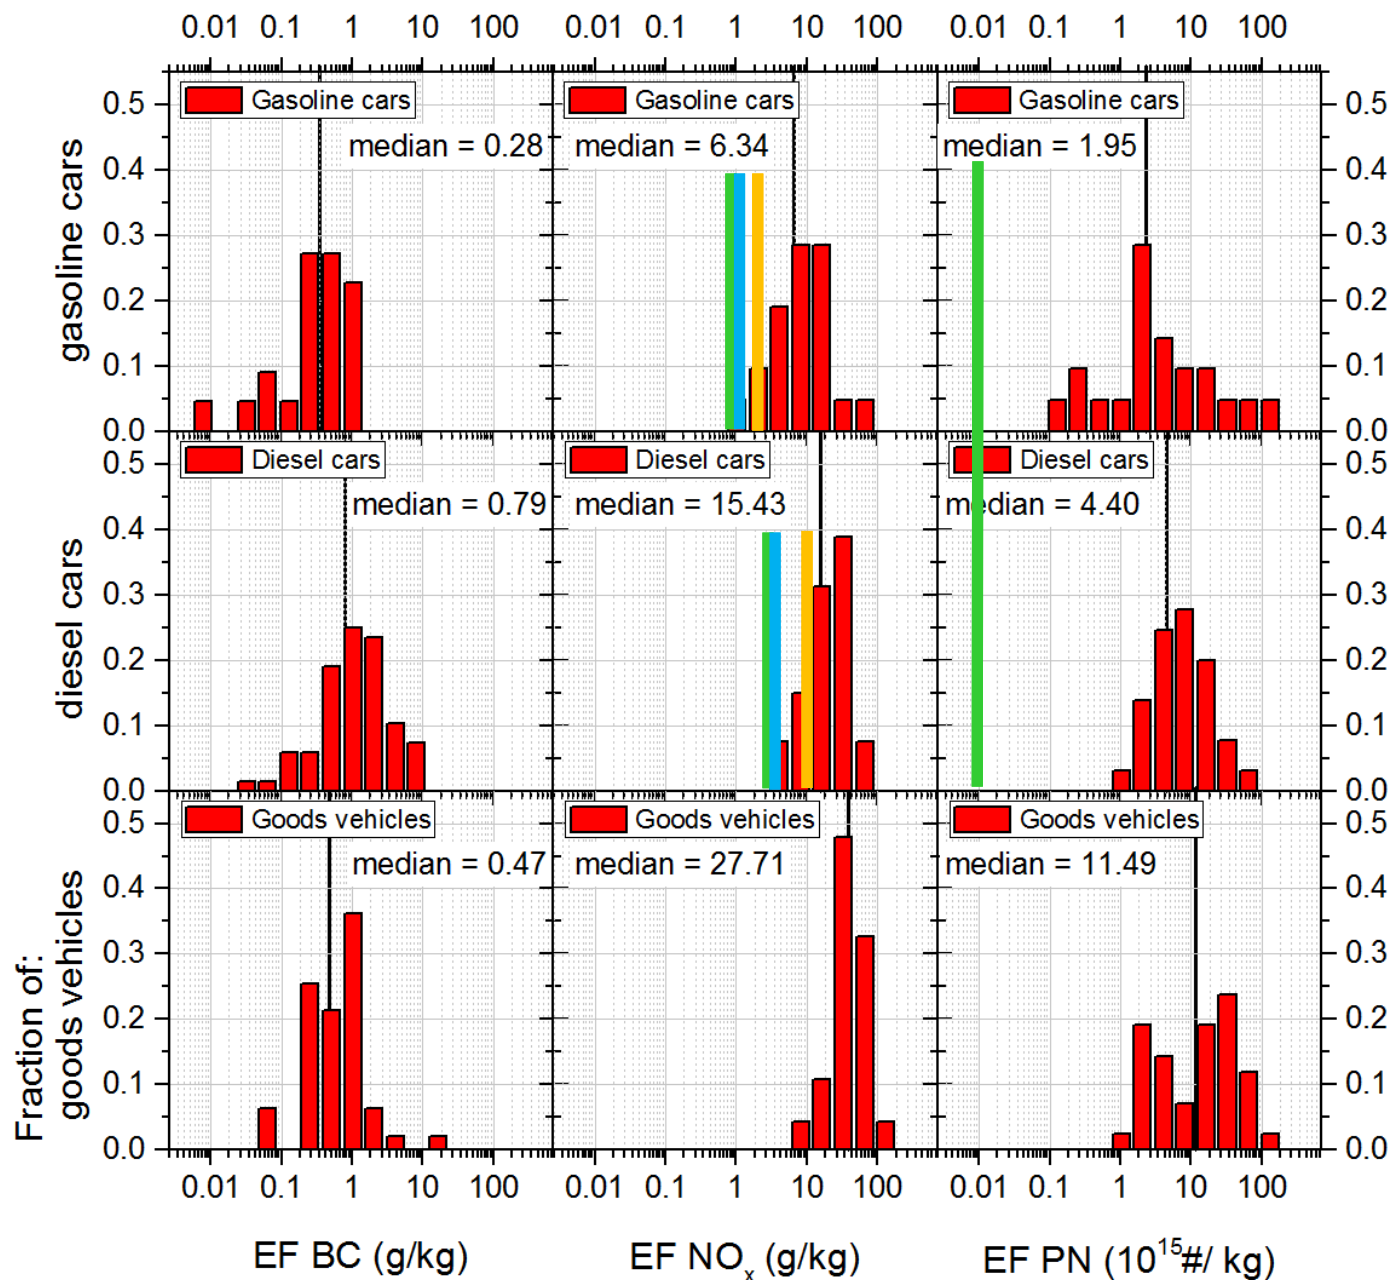 0.01 0.1 1 10 100 1 10 100 0.01 0.1 1 10 100
0.01 0.1
Gasoline cars Gasoline cars Gasoline cars
median = 0.28 median = 6.34 median = 1.95
gasoline cars
0.5 0.5
0.4 0.4
0.3 0.3
0.2 0.2
0.1 0.1
0.0 0.0
Diesel cars Diesel cars Diesel cars
median = 0.79 median = 15.43 median = 4.40
diesel cars
0.5 0.5
0.4 0.4
0.3 0.3
0.2 0.2
0.1 0.1
0.0 0.0
Goods vehicles Goods vehicles Goods vehicles
median = 0.47 median = 27.71 median = 11.49
Fraction of:
goods vehicles
0.5 0.5
0.4 0.4
0.3 0.3
0.2 0.2
0.1 0.1
0.0 0.0
0.01 0.1 1 10 100 0.01 0.1 1 10 100 0.01 0.1 1 10 100
EF BC (g/kg) EF NOx (g/kg) EF PN (10^15#/ kg)